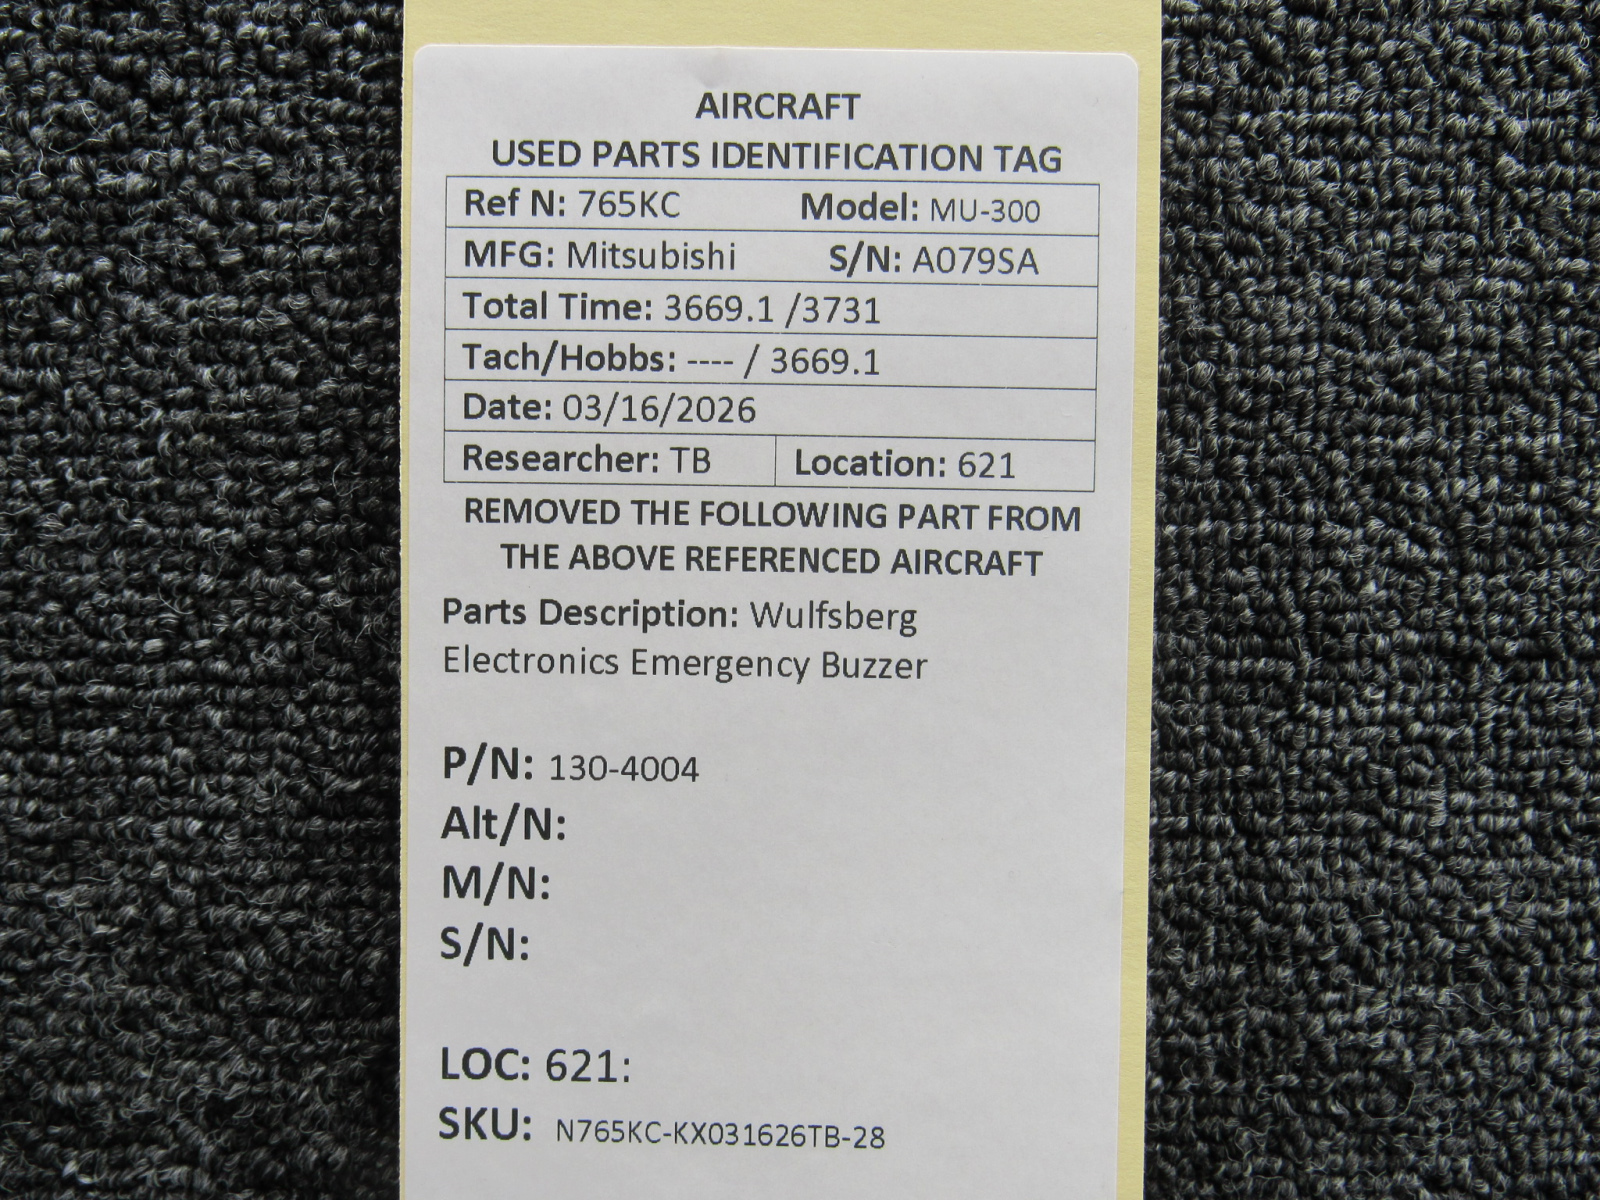 AIRCRAFT
USED PARTS IDENTIFICATION TAG
Ref N: 765KC Model: MU-300
MFG: Mitsubishi S/N: A079SA
Total Time: 3669.1 /3731
Tach/Hobbs: ---- / 3669.1
Date: 03/16/2026
Researcher: TB Location: 621
REMOVED THE FOLLOWING PART FROM
THE ABOVE REFERENCED AIRCRAFT
Parts Description: Wulfsberg
Electronics Emergency Buzzer
P/N: 130-4004
Alt/N:
M/N:
S/N:
LOC: 621:
SKU: N765KC-KX031626TB-28